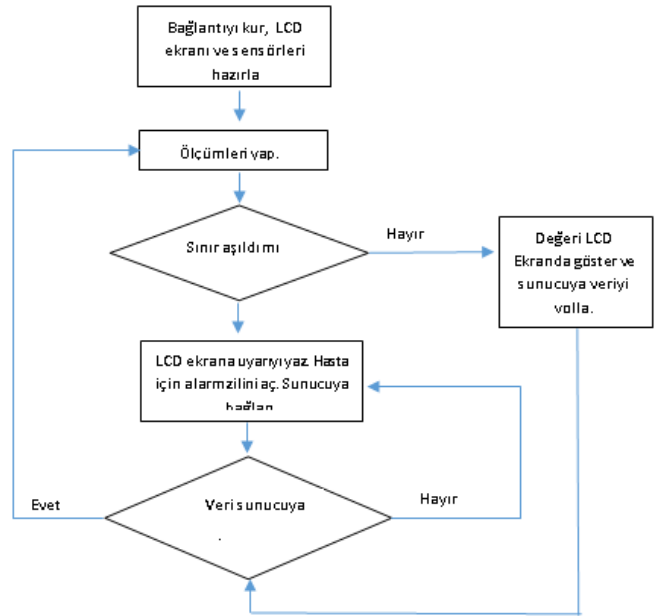 Bağlantıyı kur, LCD
ekranı ve sensörleri
hazırla
Ölçümleri yap.
Sınır aşıldı mı
Hayır
Değeri LCD
Ekranda göster ve
sunucuya veriyi
yolla.
LCD ekrana uyarıyı yaz. Hasta
için alarm zilini aç. Sunucuya
bağlan
Evet
Veri sunucuya
.
Hayır